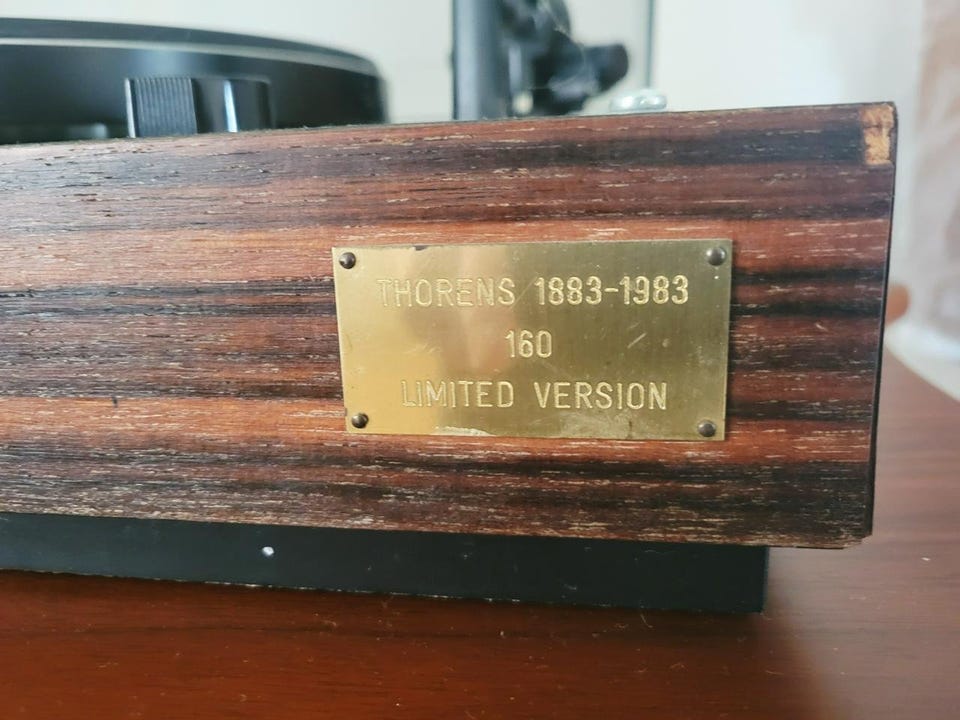 THORENS 1883-1983
160
LIMITED VERSION